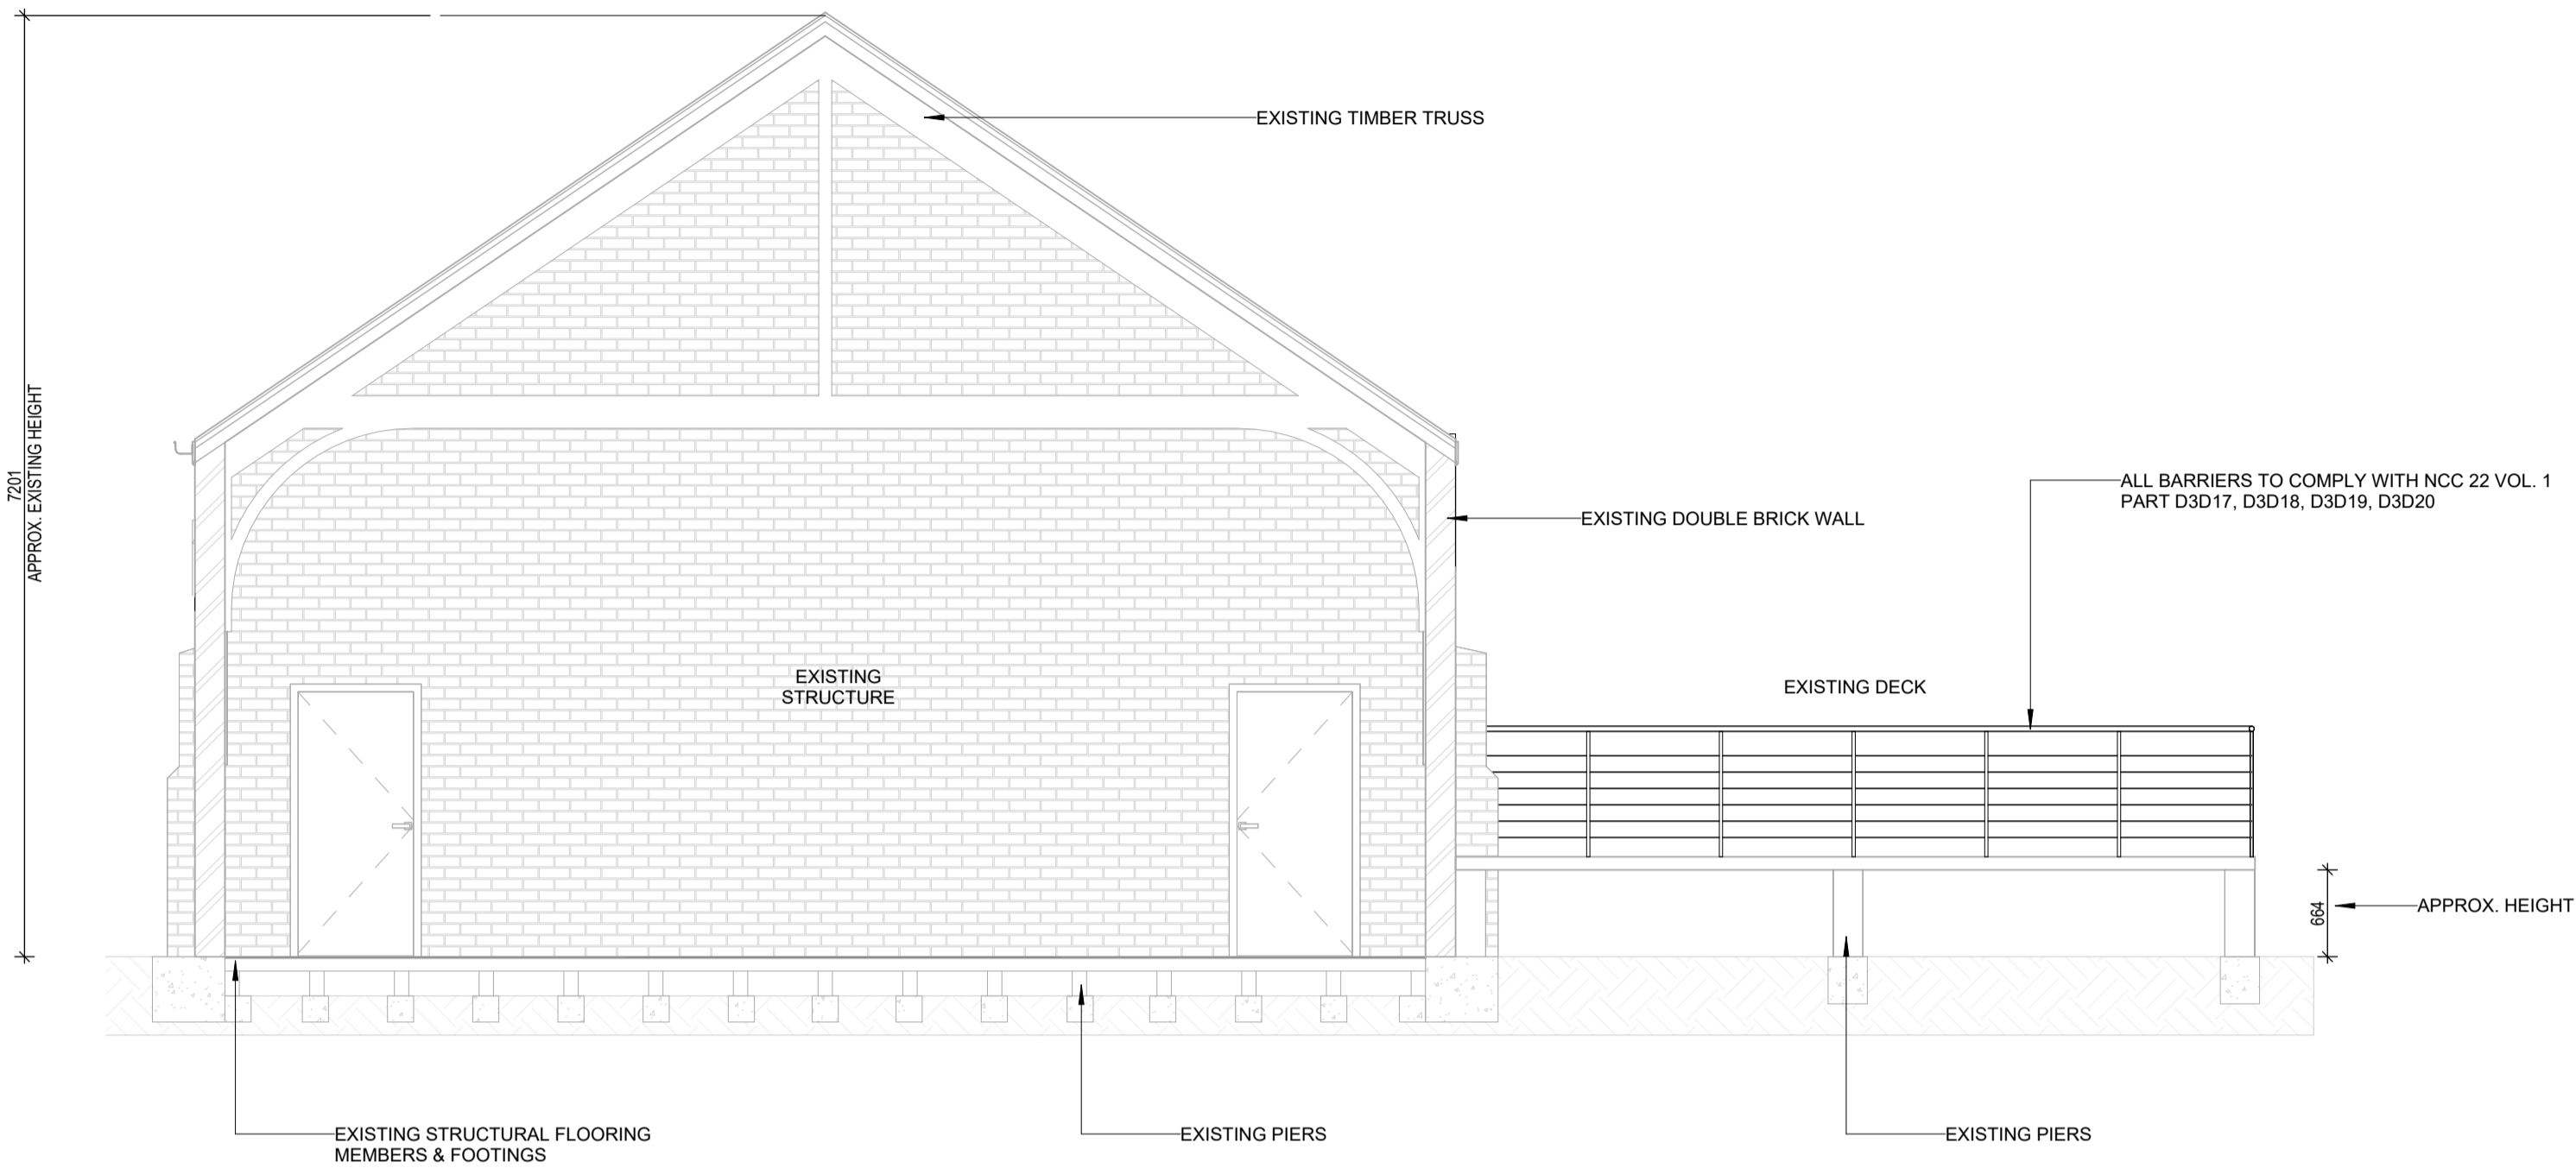 EXISTING TIMBER TRUSS
7201
APPROX. EXISTING HEIGHT
ALL BARRIERS TO COMPLY WITH NCC 22 VOL. 1
PART D3D17, D3D18, D3D19, D3D20
EXISTING DOUBLE BRICK WALL
EXISTING
STRUCTURE
EXISTING DECK
664
APPROX. HEIGHT
EXISTING STRUCTURAL FLOORING
MEMBERS & FOOTINGS
EXISTING PIERS
EXISTING PIERS